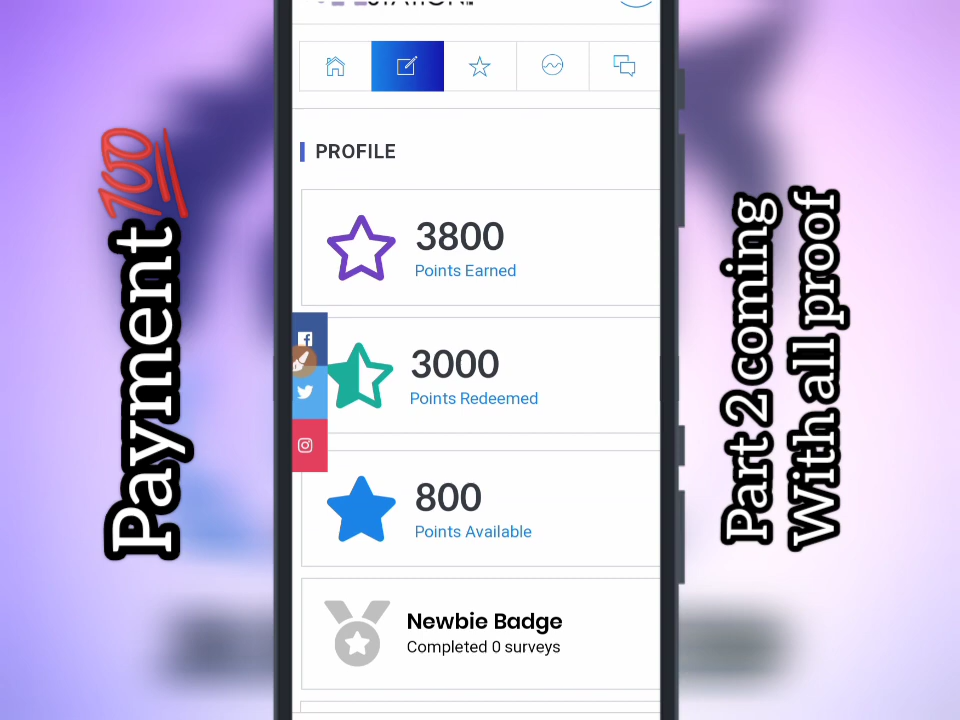 Payment💯
PROFILE
3800
Points Earned
3000
Points Redeemed
800
Points Available
Newbie Badge
Completed 0 surveys
Part 2 coming
With all proof